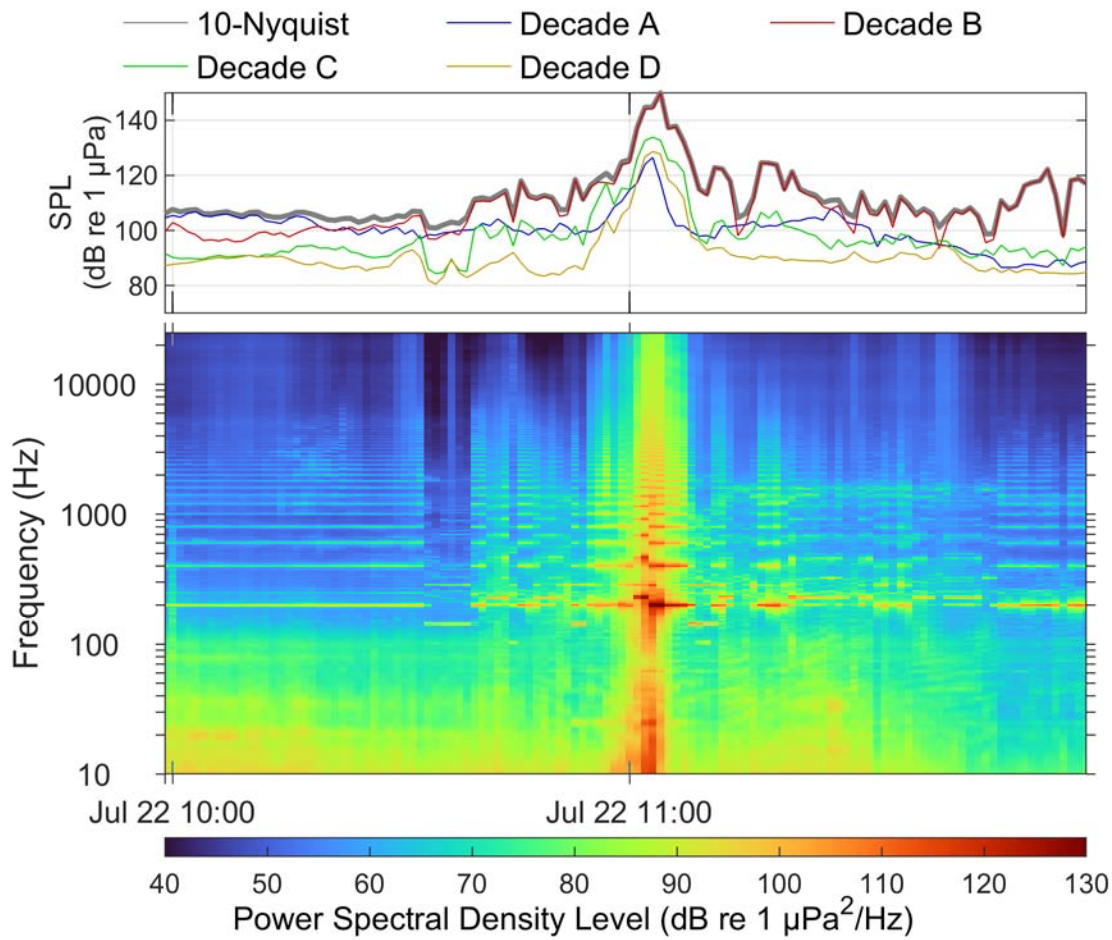 10-Nyquist Decade A Decade B
Decade C Decade D
SPL
(dB re 1 µPa)
140
120
100
80
Frequency (Hz)
10000
1000
100
10
Jul 22 10:00 Jul 22 11:00
40 50 60 70 80 90 100 110 120 130
Power Spectral Density Level (dB re 1 µPa²/Hz)